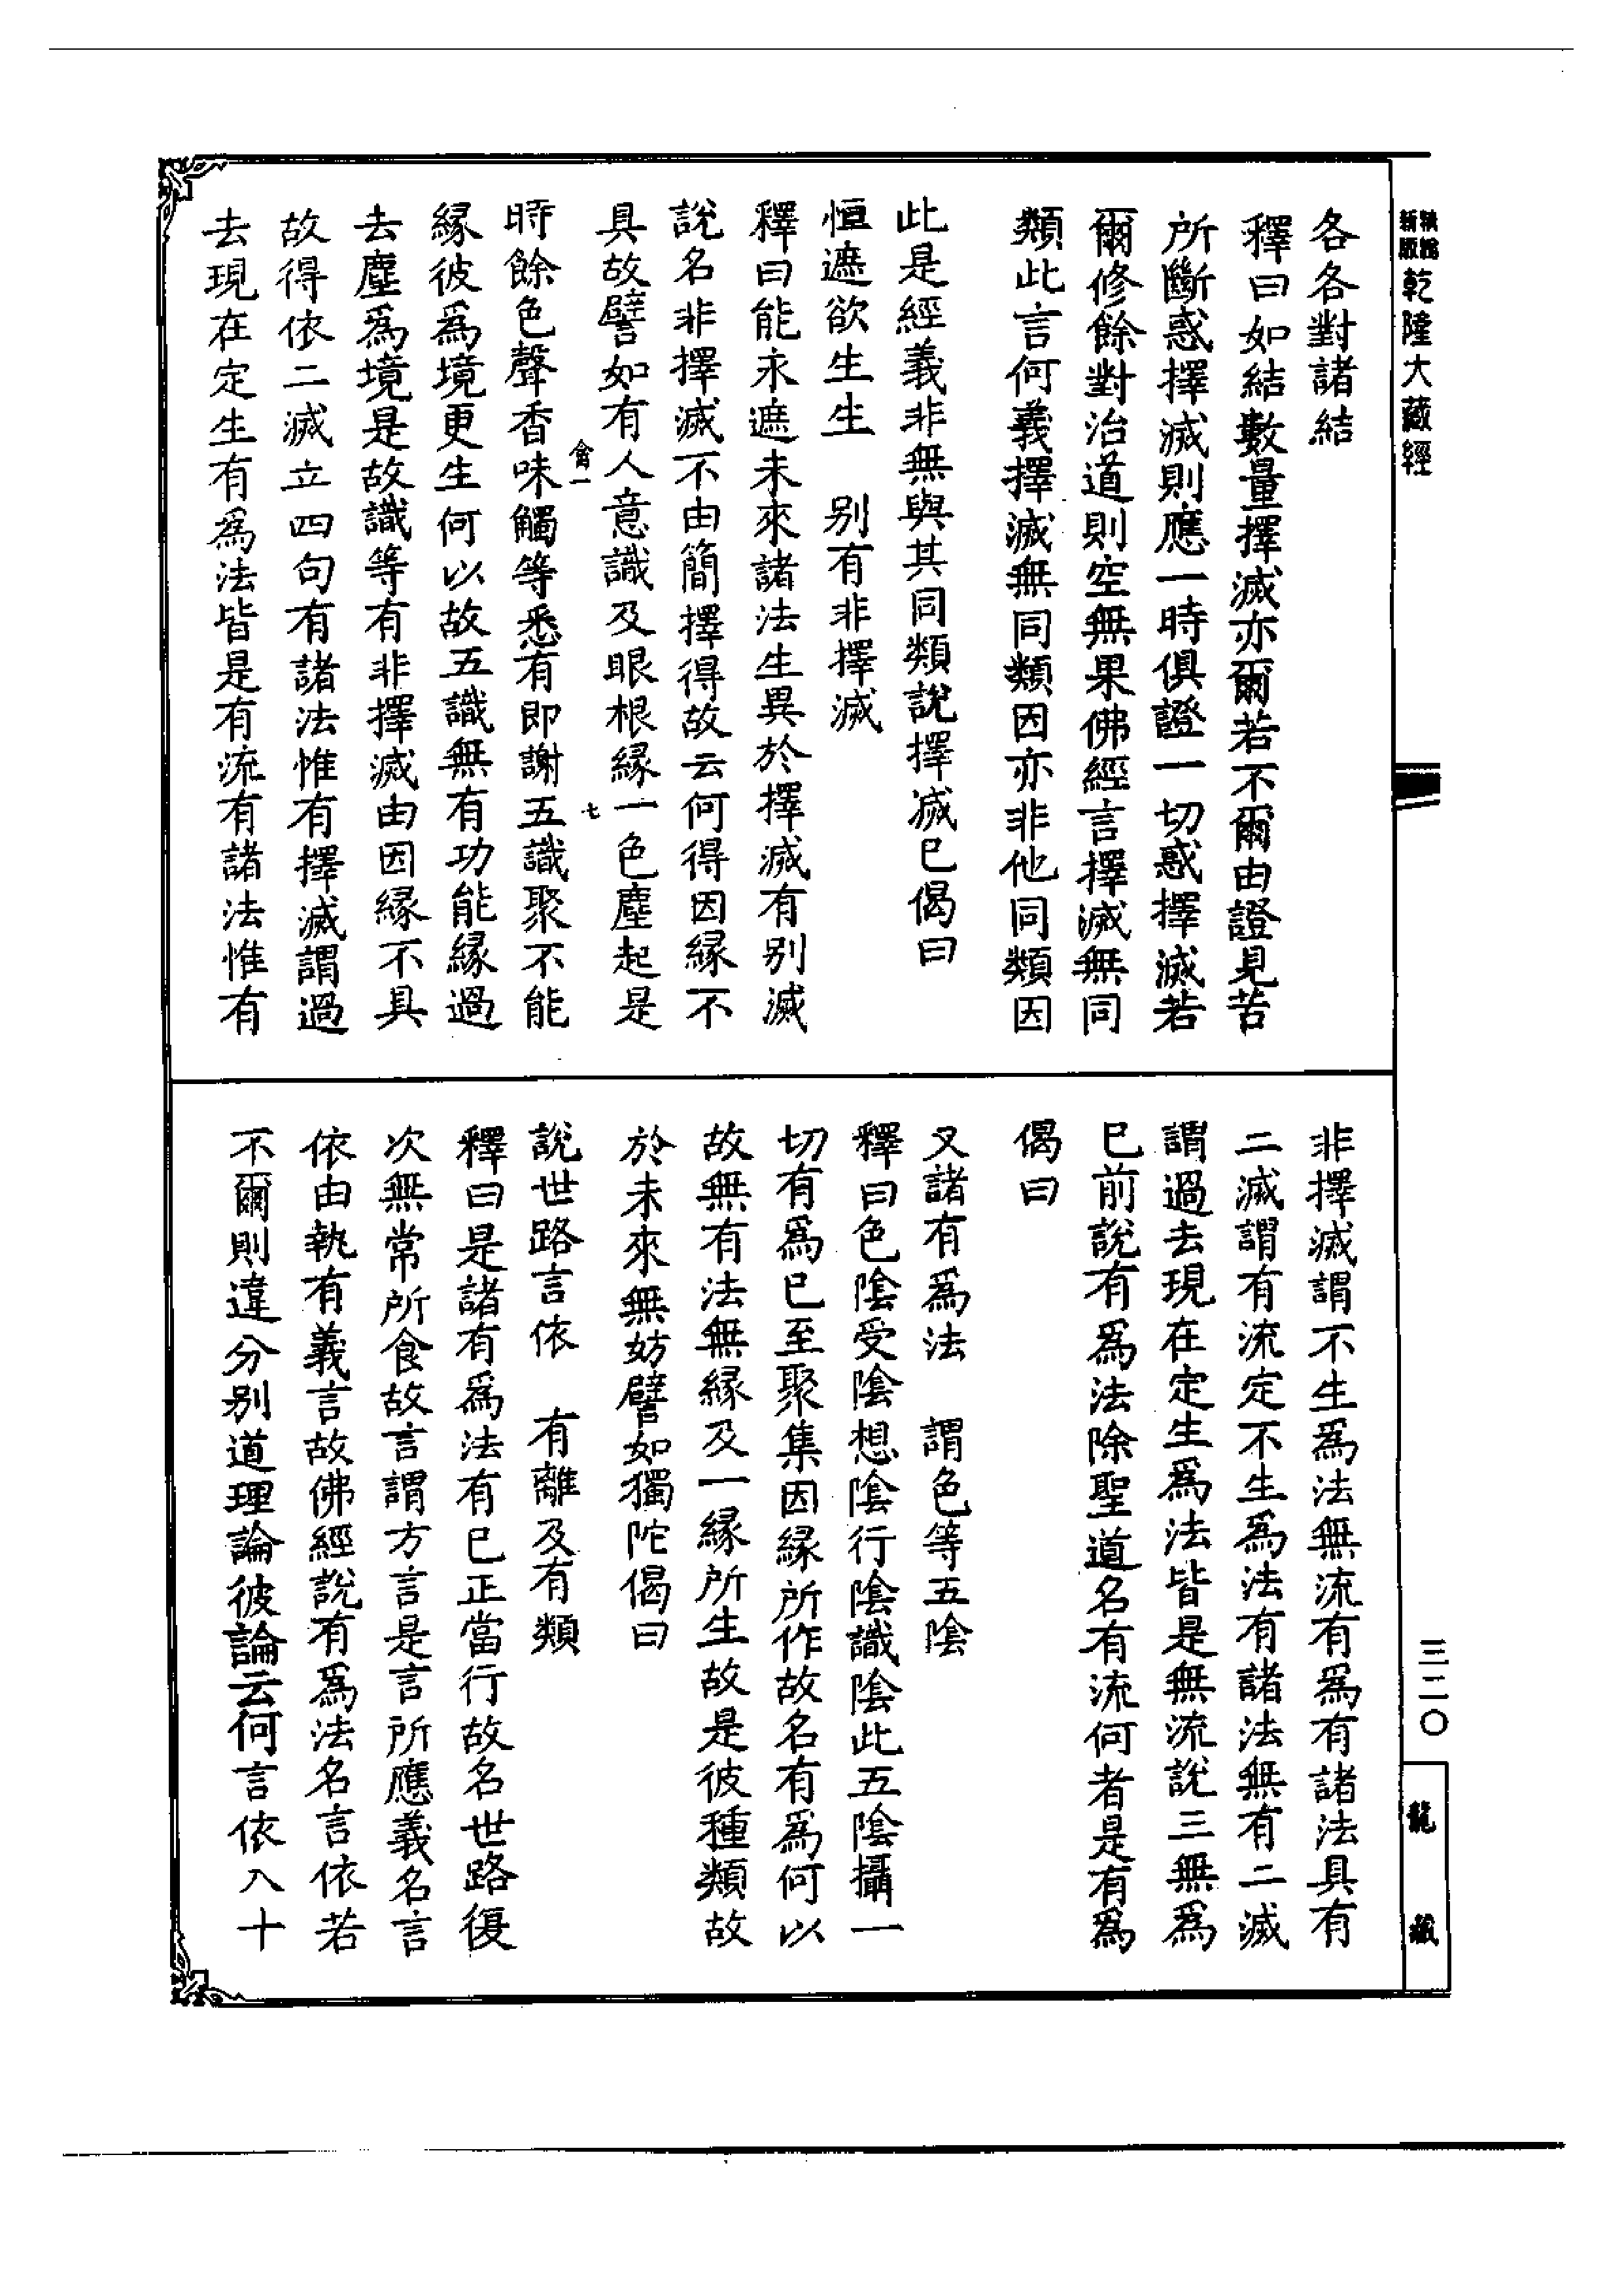 乾隆大藏經
各各對諸結
釋曰如結數量擇滅亦爾若不爾由證見苦
所斷惑擇滅則應一時俱證一切惑擇滅若
爾修餘對治道則空無果佛經言擇滅無同
類此言何義擇滅無同類因亦非他同類因
此是經義非無與其同類說擇滅已偈曰
恒遮欲生生　别有非擇滅
釋曰能永遮未來諸法生異於擇滅有别滅
說名非擇滅不由簡擇得故云何得因緣不
具故譬如有人意識及眼根緣一色塵起是
時餘色聲香味觸等悉有即謝五識聚不能
緣彼爲境更生何以故五識無有功能緣過
去塵爲境是故識等有非擇滅由因緣不具
故得依二滅立四句有諸法惟有擇滅謂過
去現在定生有爲法皆是有流有諸法惟有
七
非擇滅謂不生爲法無流有爲有諸法具有
二滅謂有流定不生爲法有諸法無有二滅
謂過去現在定生爲法皆是無流說三無爲
已前說有爲法除聖道名有流何者是有爲
偈曰
又諸有爲法　謂色等五陰
釋曰色陰受陰想陰行陰識陰此五陰攝一
切有爲已至聚集因緣所作故名有爲何以
故無有法無緣及一緣所生故是彼種類故
於未來無妨譬如獨陀偈曰
說世路言依　有離及有類
釋曰是諸有爲法有已正當行故名世路復
次無常所食故言謂方言是言所應義名言
依由執有義言故佛經說有爲法名言依若
不爾則違分别道理論彼論云何言依八十
三二〇
龍藏